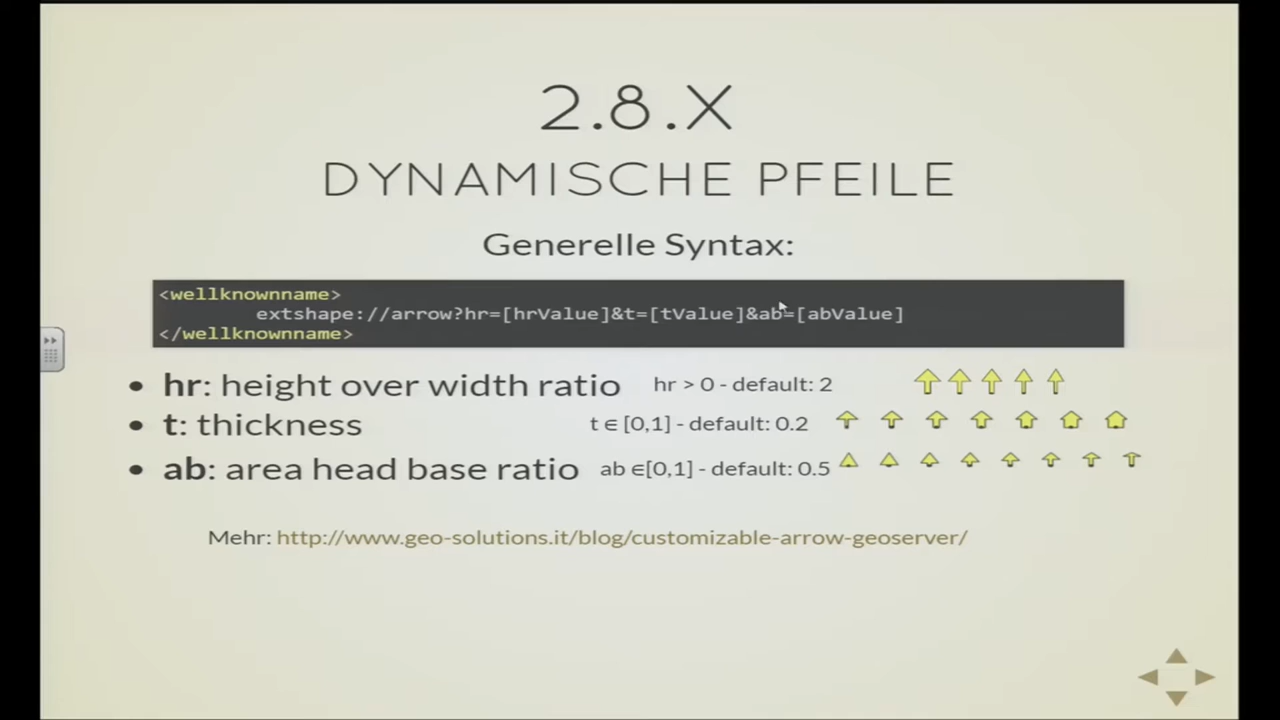 2.8.X
DYNAMISCHE PFEILE
Generelle Syntax:
<wellknownname>
extshape://arrow?hr=[hrValue]&t=[tValue]&ab=[abValue]
</wellknownname>
• hr: height over width ratio hr > 0 - default: 2
• t: thickness t ∈ [0,1] - default: 0.2
• ab: area head base ratio ab ∈[0,1] - default: 0.5
Mehr: http://www.geo-solutions.it/blog/customizable-arrow-geoserver/